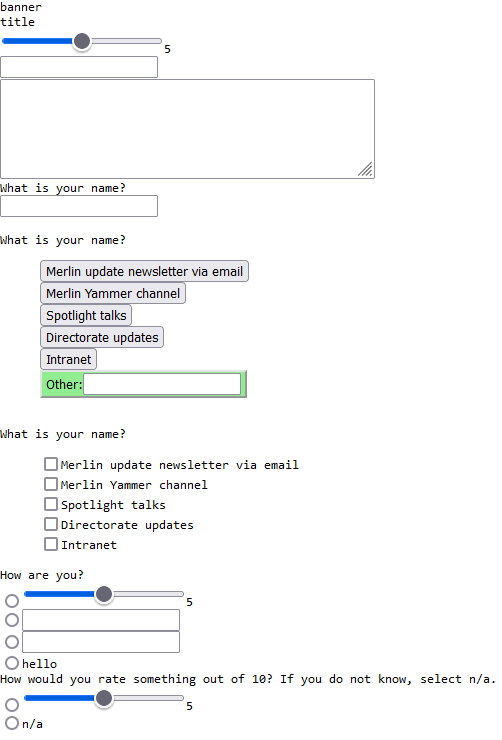 banner
title
5
What is your name?
What is your name?
Merlin update newsletter via email
Merlin Yammer channel
Spotlight talks
Directorate updates
Intranet
Other:
What is your name?
Merlin update newsletter via email
Merlin Yammer channel
Spotlight talks
Directorate updates
Intranet
How are you?
5
hello
How would you rate something out of 10? If you do not know, select n/a.
5
n/a